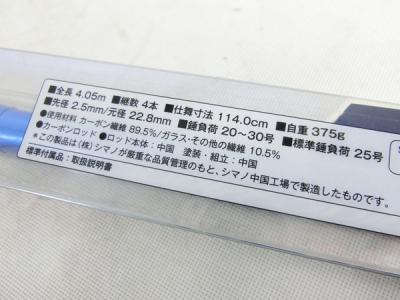 ■全長 4.05m ■継数 4本 ■仕舞寸法 114.0cm ■自重 375g
■先径 2.5mm/元径 22.8mm ■錘負荷 20〜30号 ■標準錘負荷 25号
●使用材料 カーボン繊維 89.5%/ガラス・その他の繊維 10.5%
●カーボンロッド ●ロッド本体：中国 塗装・組立：中国
＊この製品は(株)シマノが厳重な品質管理のもと、シマノ中国工場で製造したものです。
標準付属品：取扱説明書